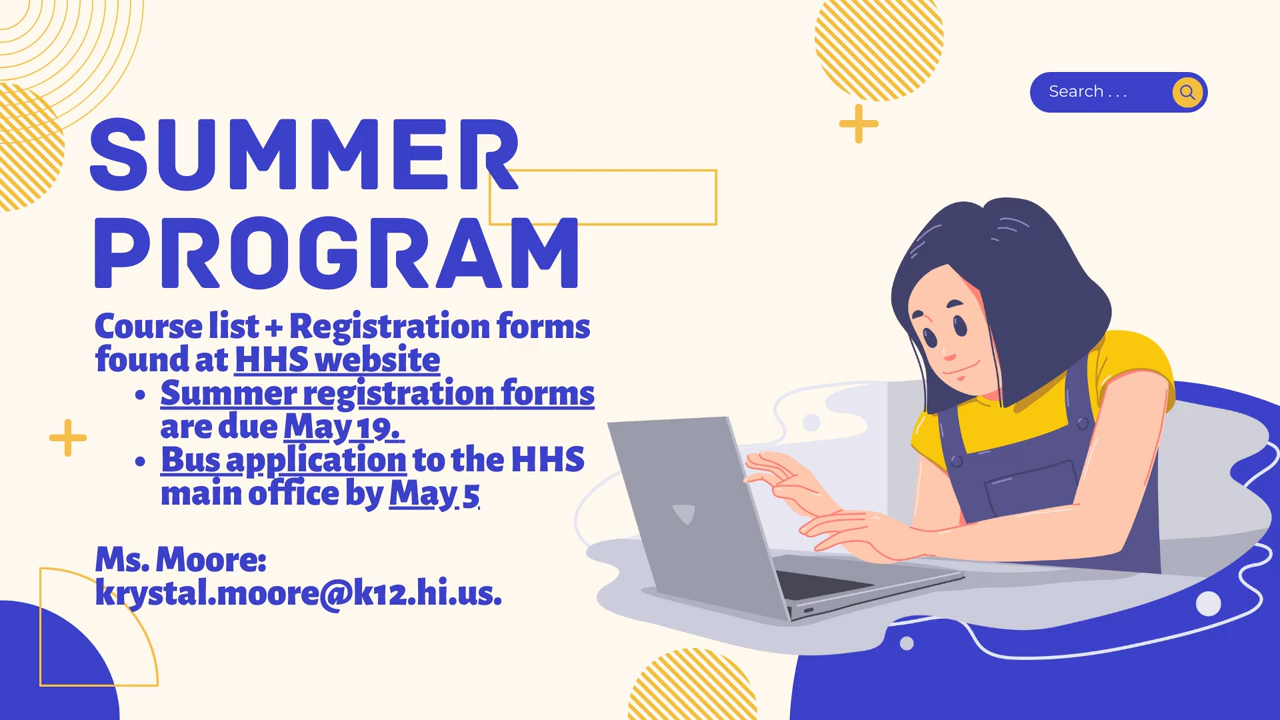 Search . . .
SUMMER
PROGRAM
Course list + Registration forms
found at HHS website
• Summer registration forms
are due May 19.
• Bus application to the HHS
main office by May 5
Ms. Moore:
krystal.moore@k12.hi.us.